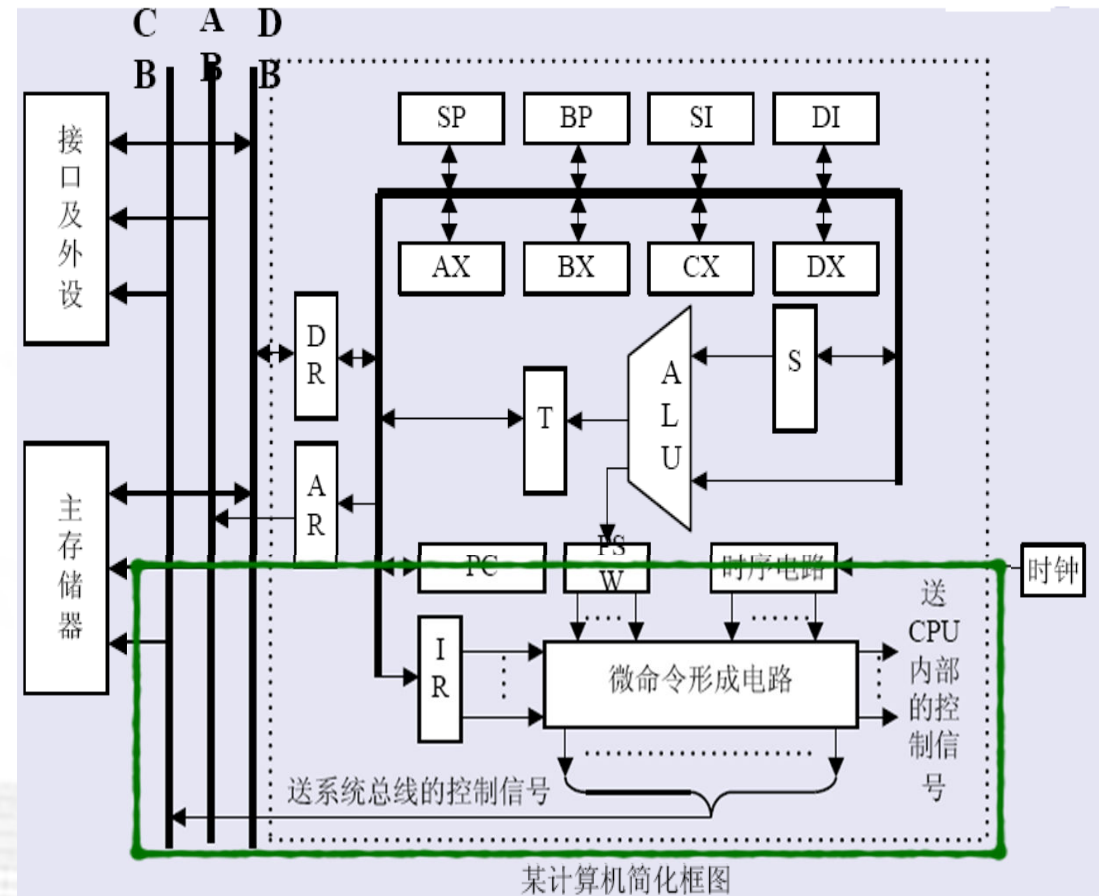 C
B
A
B
D
B
接
口
及
外
设
主
存
储
器
SP
BP
SI
DI
AX
BX
CX
DX
D
R
A
R
T
A
L
U
S
PC
PS
W
时序电路
时钟
I
R
微命令形成电路
送
CPU
内部
的控
制信
号
送系统总线的控制信号
某计算机简化框图